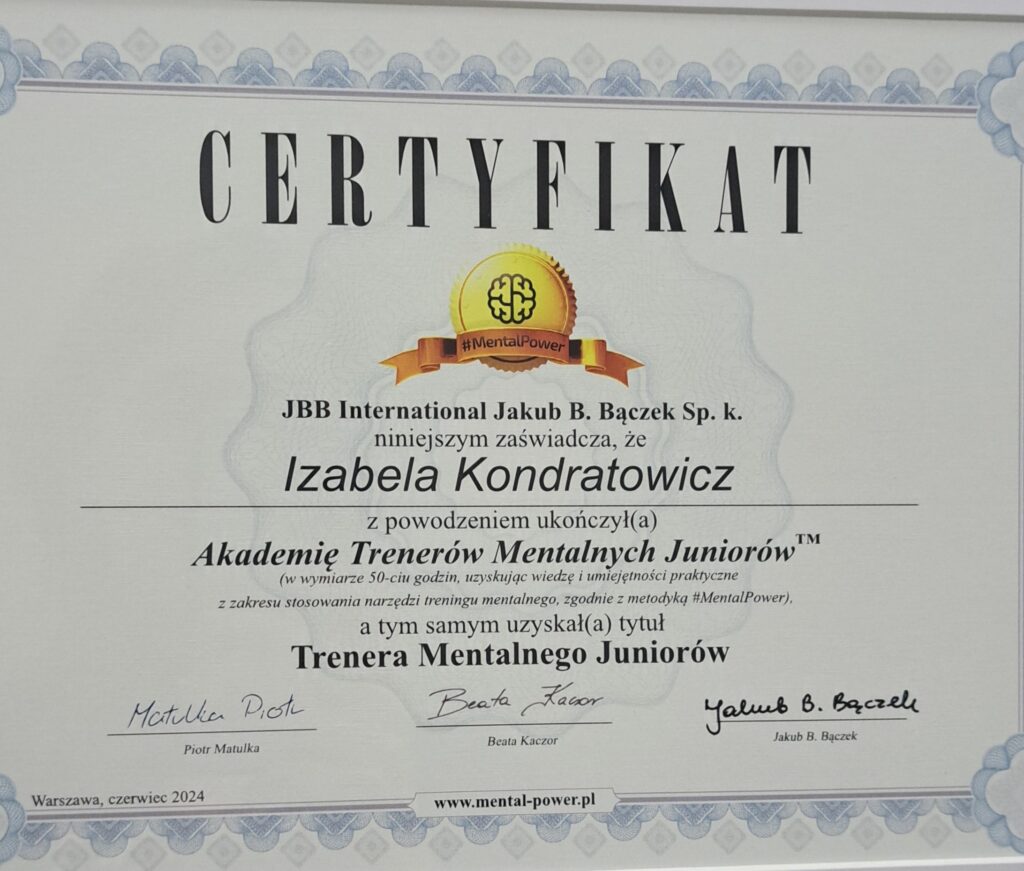 CERTYFIKAT
#MentalPower
JBB International Jakub B. Bączek Sp. k.
niniejszym zaświadcza, że
Izabela Kondratowicz
z powodzeniem ukończył(a)
Akademię Trenerów Mentalnych Juniorów™
(w wymiarze 50-ciu godzin, uzyskując wiedzę i umiejętności praktyczne
z zakresu stosowania narzędzi treningu mentalnego, zgodnie z metodyką #MentalPower),
a tym samym uzyskał(a) tytuł
Trenera Mentalnego Juniorów
Matulka Piotr Beata Kaczor Jakub B. Bączek
Piotr Matulka Beata Kaczor Jakub B. Bączek
Warszawa, czerwiec 2024
www.mental-power.pl